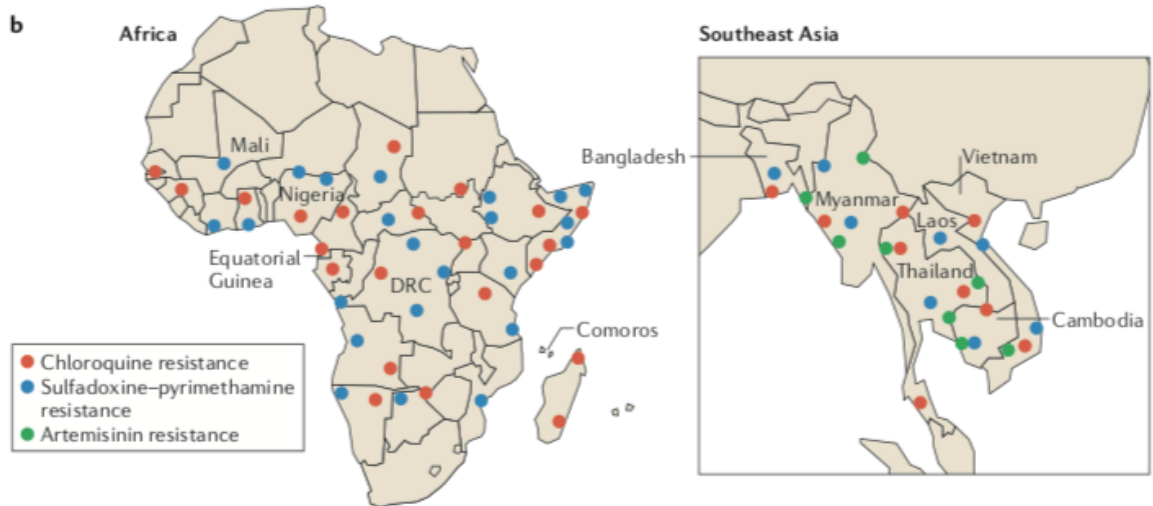 b
Africa
Southeast Asia
Mali
Nigeria
Equatorial
Guinea
DRC
Comoros
Bangladesh
Vietnam
Myanmar
Laos
Thailand
Cambodia
Chloroquine resistance
Sulfadoxine–pyrimethamine
resistance
Artemisinin resistance